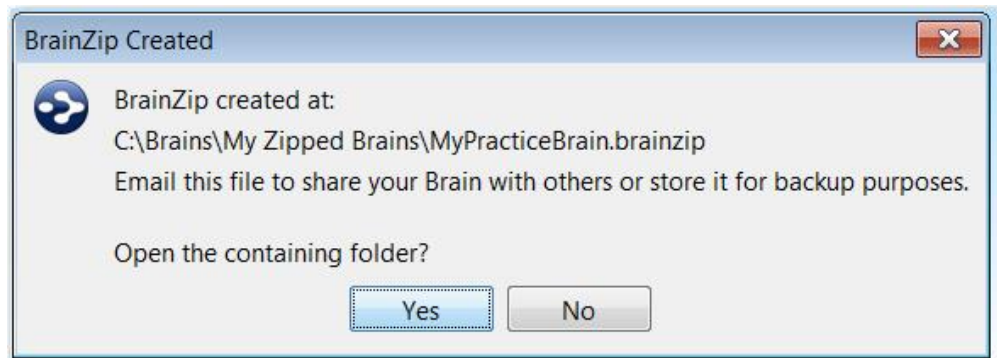 BrainZip Created
BrainZip created at:
C:\Brains\My Zipped Brains\MyPracticeBrain.brainzip
Email this file to share your Brain with others or store it for backup purposes.
Open the containing folder?
Yes No